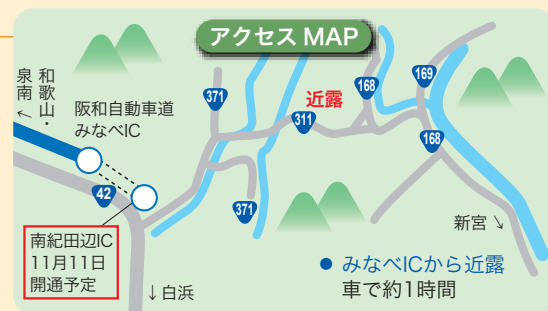 アクセス MAP
和歌山・
泉南←
阪和自動車道
みなべIC
371
近露
311
168
169
168
42
371
南紀田辺IC
11月11日
開通予定
↓白浜
新宮↘
● みなべICから近露
車で約1時間